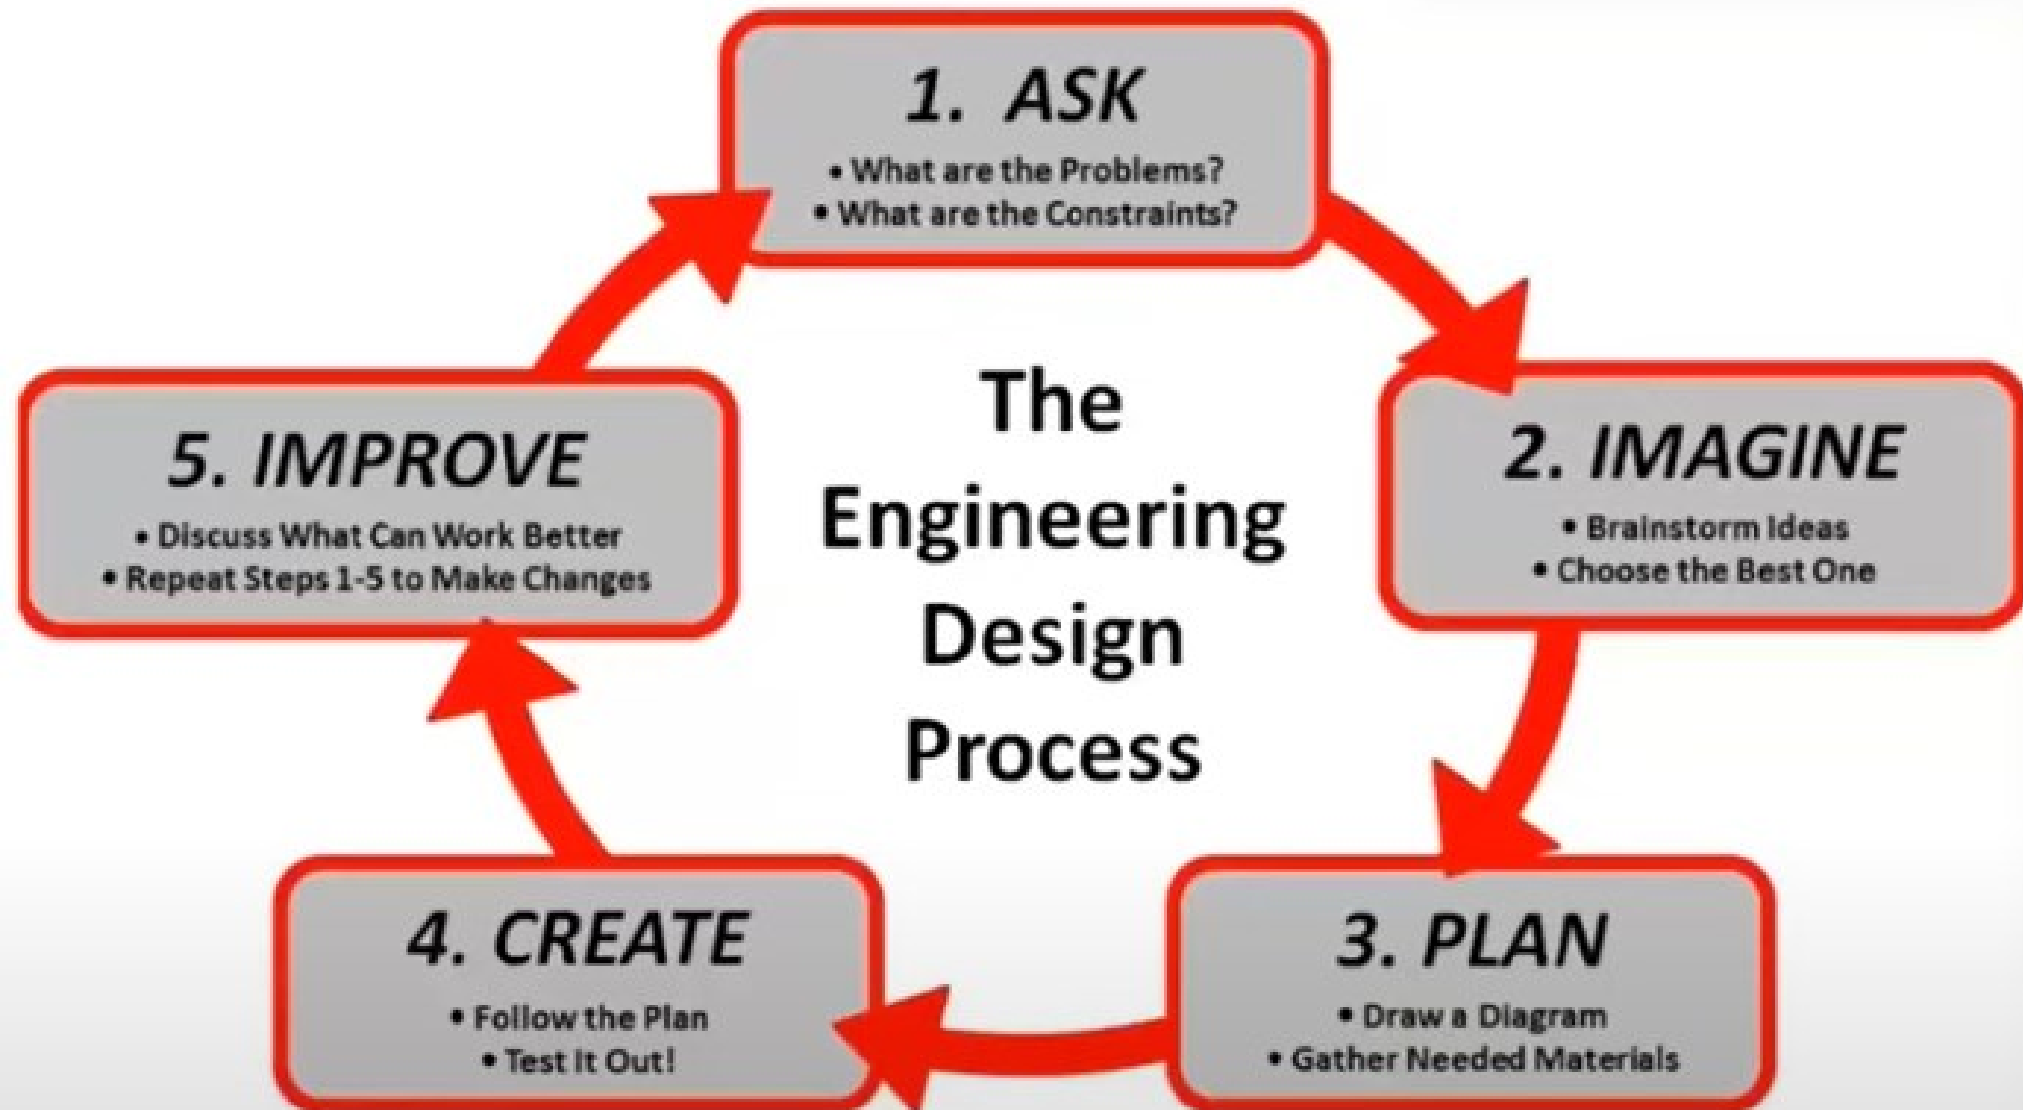 1. ASK
• What are the Problems?
• What are the Constraints?
The
Engineering
Design
Process
2. IMAGINE
• Brainstorm Ideas
• Choose the Best One
3. PLAN
• Draw a Diagram
• Gather Needed Materials
4. CREATE
• Follow the Plan
• Test It Out!
5. IMPROVE
• Discuss What Can Work Better
• Repeat Steps 1-5 to Make Changes